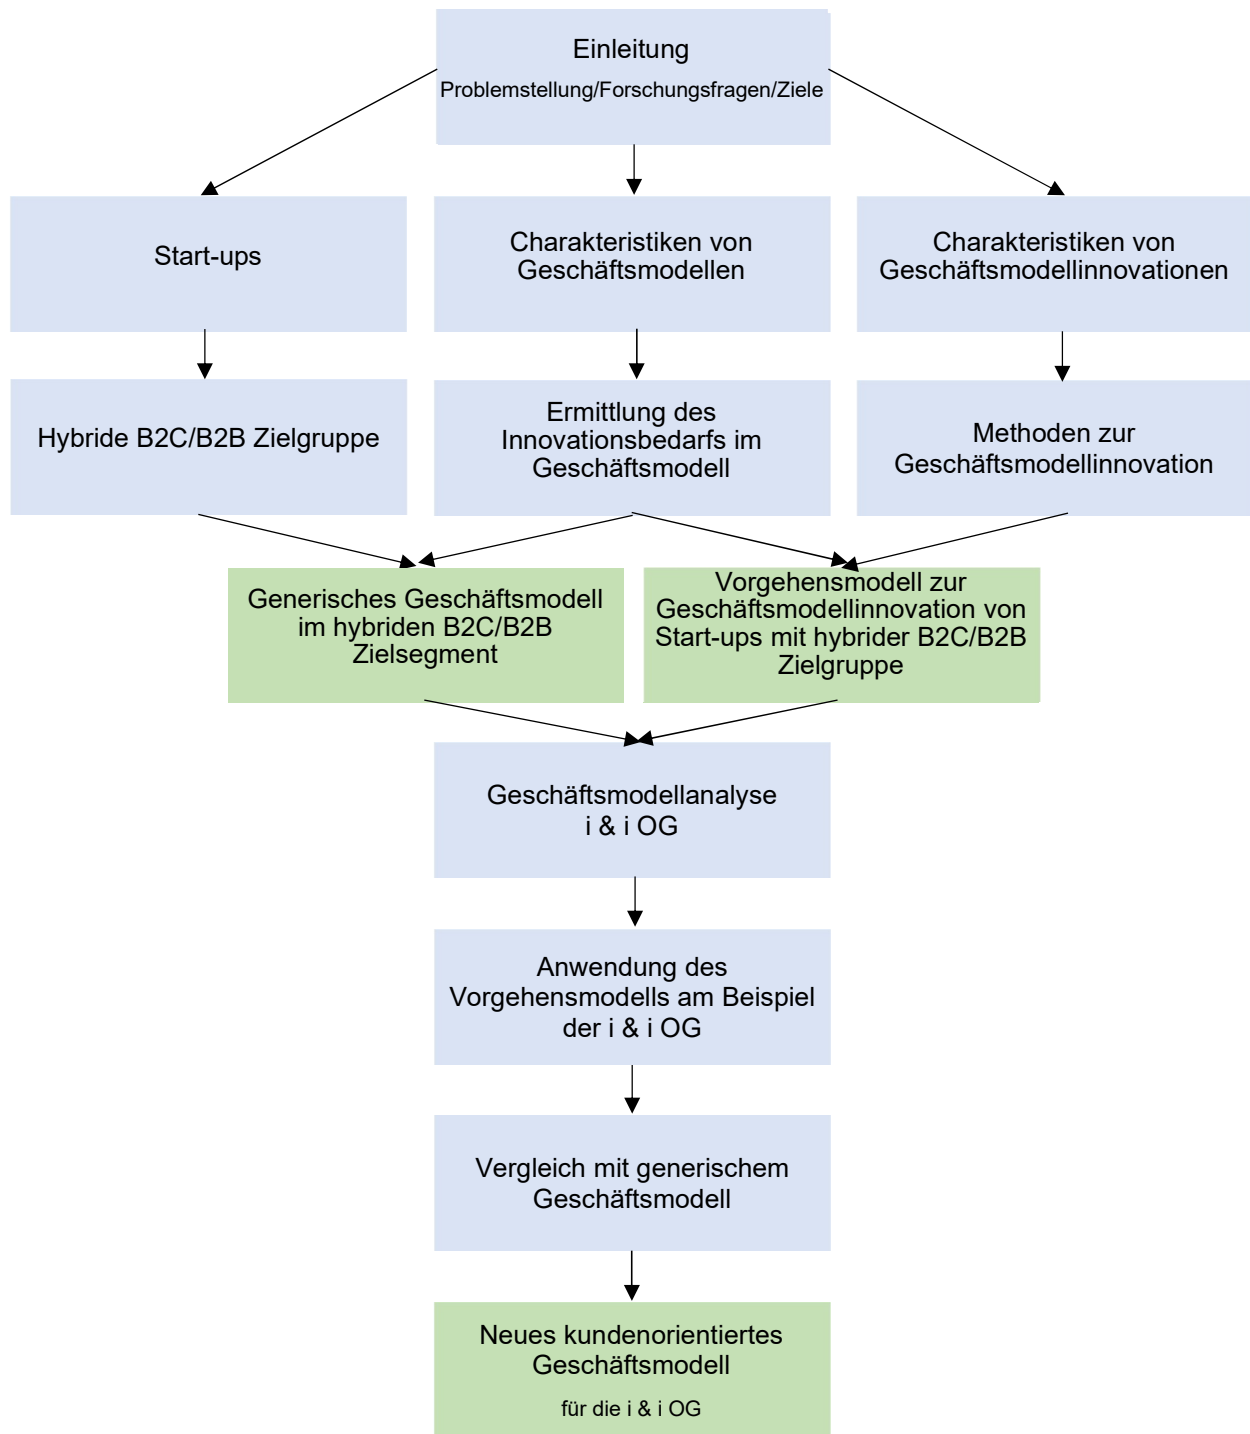 Einleitung
Problemstellung/Forschungsfragen/Ziele
Start-ups
Charakteristiken von
Geschäftsmodellen
Charakteristiken von
Geschäftsmodellinnovationen
Hybride B2C/B2B Zielgruppe
Ermittlung des
Innovationsbedarfs im
Geschäftsmodell
Methoden zur
Geschäftsmodellinnovation
Generisches Geschäftsmodell
im hybriden B2C/B2B
Zielsegment
Vorgehensmodell zur
Geschäftsmodellinnovation von
Start-ups mit hybrider B2C/B2B
Zielgruppe
Geschäftsmodellanalyse
i & i OG
Anwendung des
Vorgehensmodells am Beispiel
der i & i OG
Vergleich mit generischem
Geschäftsmodell
Neues kundenorientiertes
Geschäftsmodell
für die i & i OG